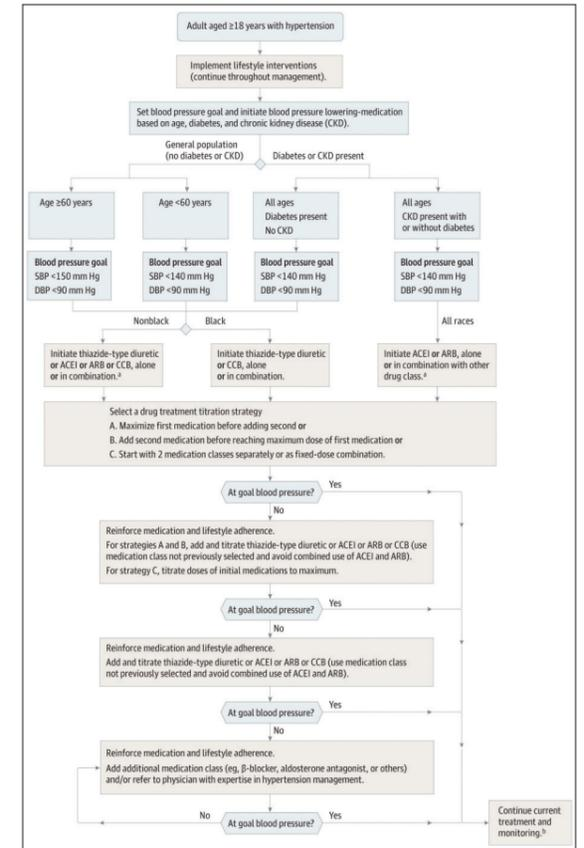 Adult aged ≥18 years with hypertension
Implement lifestyle interventions
(continue throughout management).
Set blood pressure goal and initiate blood pressure lowering-medication
based on age, diabetes, and chronic kidney disease (CKD).
General population
(no diabetes or CKD)
Diabetes or CKD present
Age ≥60 years
Age <60 years
All ages
Diabetes present
No CKD
All ages
CKD present with
or without diabetes
Blood pressure goal
SBP <150 mm Hg
DBP <90 mm Hg
Blood pressure goal
SBP <140 mm Hg
DBP <90 mm Hg
Blood pressure goal
SBP <140 mm Hg
DBP <90 mm Hg
Blood pressure goal
SBP <140 mm Hg
DBP <90 mm Hg
Nonblack
Black
All races
Initiate thiazide-type diuretic
or ACEI or ARB or CCB, alone
or in combination.ª
Initiate thiazide-type diuretic
or CCB, alone
or in combination.
Initiate ACEI or ARB, alone
or in combination with other
drug class.ª
Select a drug treatment titration strategy
A. Maximize first medication before adding second or
B. Add second medication before reaching maximum dose of first medication or
C. Start with 2 medication classes separately or as fixed-dose combination.
At goal blood pressure?
Yes
No
Reinforce medication and lifestyle adherence.
For strategies A and B, add and titrate thiazide-type diuretic or ACEI or ARB or CCB (use
medication class not previously selected and avoid combined use of ACEI and ARB).
For strategy C, titrate doses of initial medications to maximum.
At goal blood pressure?
Yes
No
Reinforce medication and lifestyle adherence.
Add and titrate thiazide-type diuretic or ACEI or ARB or CCB (use medication class
not previously selected and avoid combined use of ACEI and ARB).
At goal blood pressure?
Yes
No
Reinforce medication and lifestyle adherence.
Add additional medication class (eg, β-blocker, aldosterone antagonist, or others)
and/or refer to physician with expertise in hypertension management.
No
At goal blood pressure?
Yes
Continue current
treatment and
monitoring.ᵇ